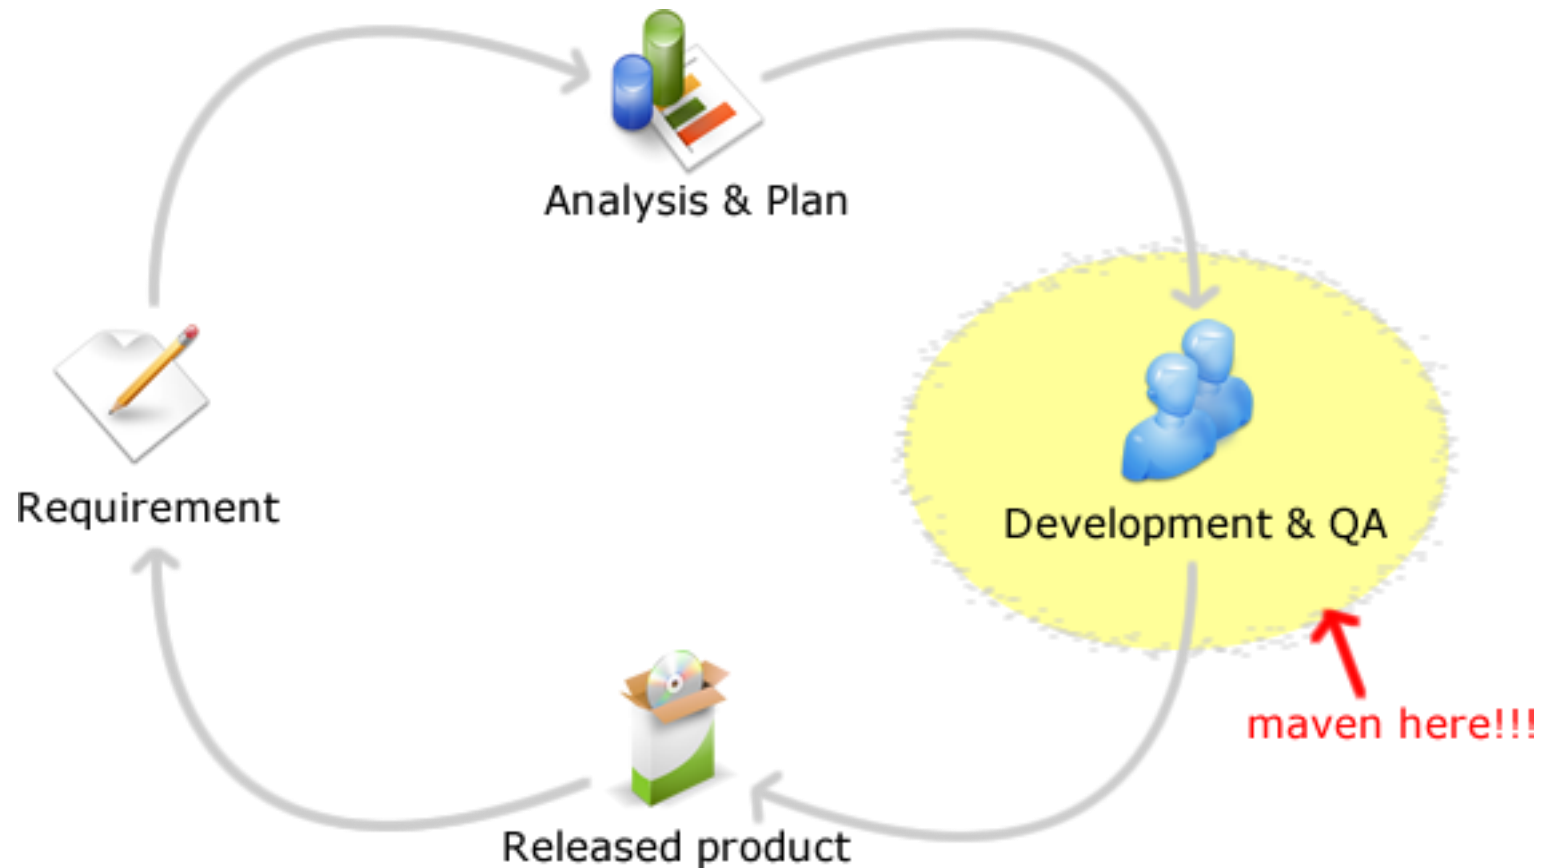 Analysis & Plan
Requirement
Development & QA
maven here!!!
Released product